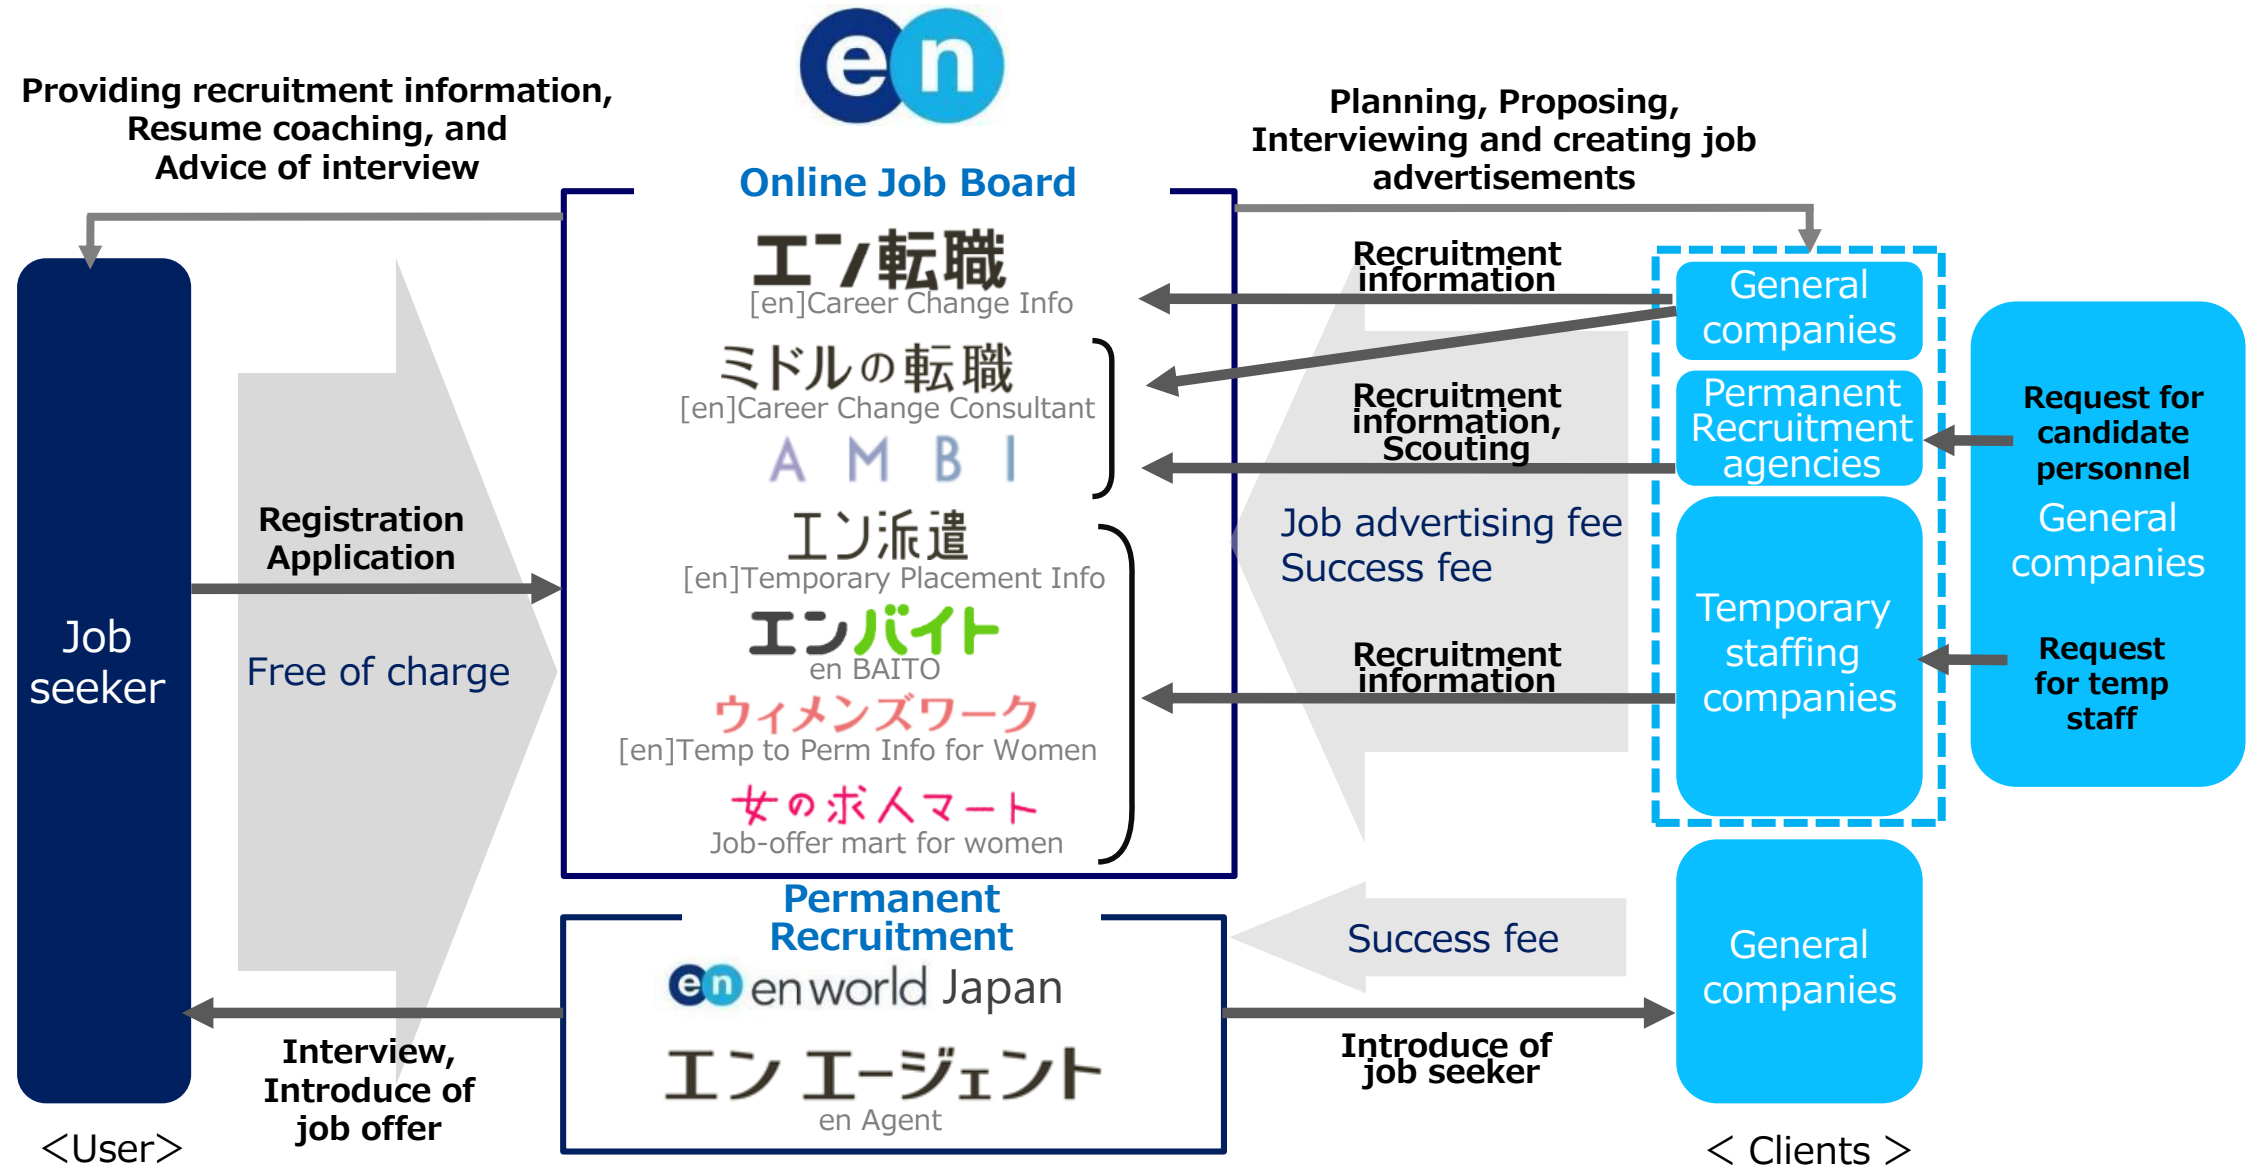 en
Providing recruitment information,
Resume coaching, and
Advice of interview
Planning, Proposing,
Interviewing and creating job
advertisements
Online Job Board
エン転職
[en]Career Change Info
ミドルの転職
[en]Career Change Consultant
AMBI
エン派遣
[en]Temporary Placement Info
エンバイト
en BAITO
ウィメンズワーク
[en]Temp to Perm Info for Women
女の求人マート
Job-offer mart for women
Registration
Application
Free of charge
Job
seeker
Recruitment
information
Recruitment
information,
Scouting
Job advertising fee
Success fee
Recruitment
information
General
companies
Permanent
Recruitment
agencies
Temporary
staffing
companies
Request for
candidate
personnel
General
companies
Request
for temp
staff
Permanent
Recruitment
en en world Japan
エン エージェント
en Agent
Interview,
Introduce of
job offer
Success fee
Introduce of
job seeker
General
companies
＜User＞
＜ Clients ＞